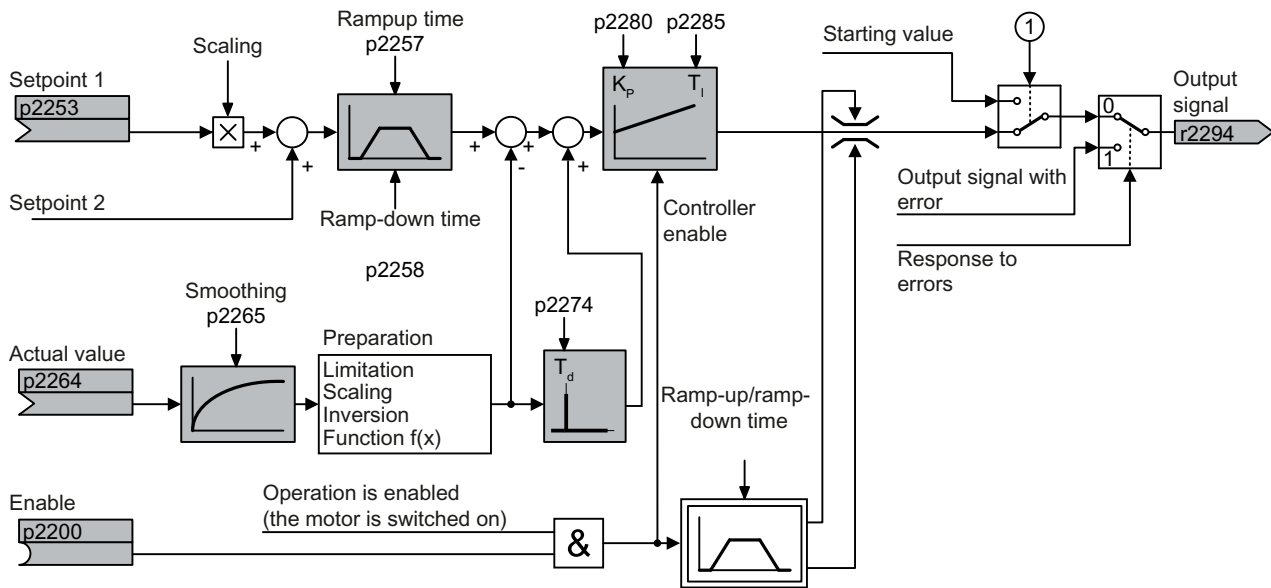 Scaling
Rampup time
p2257
p2280
p2285
Starting value
1
Setpoint 1
p2253
×
+
+
+
-
+
+
K_P
T_I
0
1
Output
signal
r2294
Setpoint 2
Ramp-down time
p2258
Controller
enable
Output signal with
error
Response to
errors
Smoothing
p2265
Actual value
p2264
Preparation
Limitation
Scaling
Inversion
Function f(x)
p2274
T_d
Ramp-up/ramp-
down time
Enable
p2200
Operation is enabled
(the motor is switched on)
&